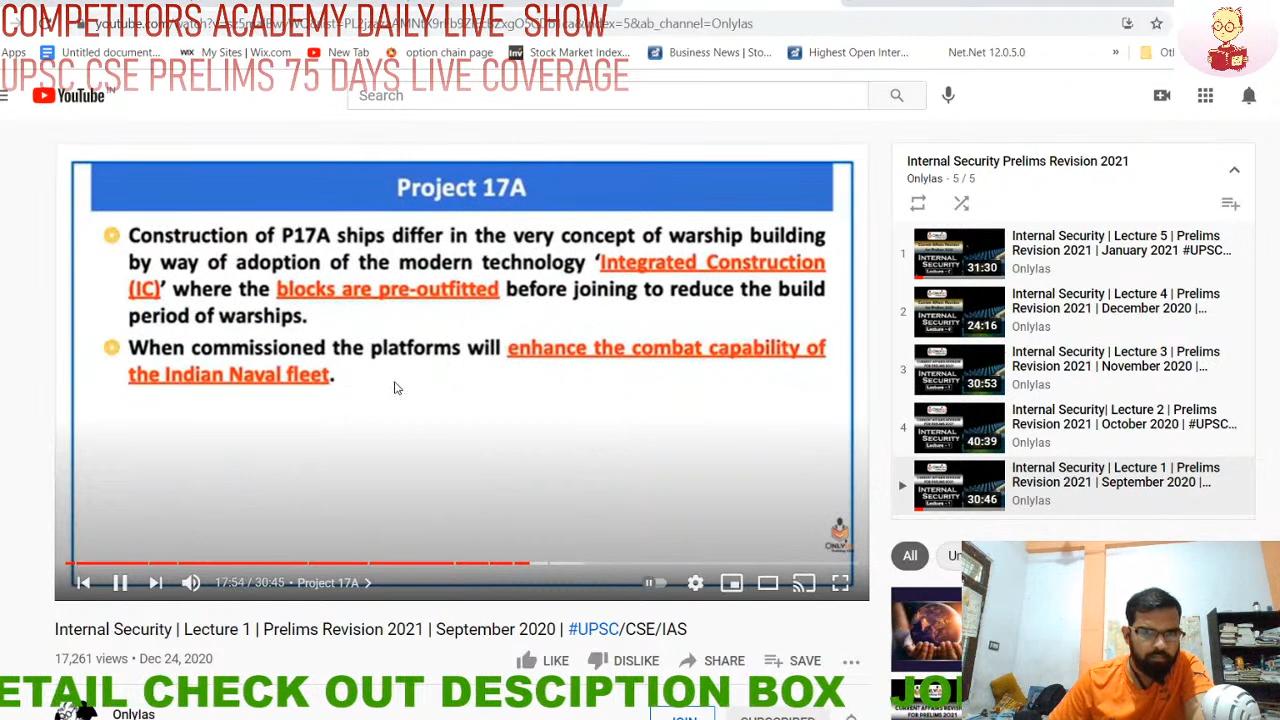 COMPETITORS ACADEMY DAILY LIVE SHOW
UPSC CSE PRELIMS 75 DAYS LIVE COVERAGE
Apps
Untitled document...
My Sites | Wix.com
New Tab
option chain page
Stock Market Index...
Business News | Sto...
Highest Open Inter...
Net.Net 12.0.5.0
»
YouTube IN
Search
Project 17A
Construction of P17A ships differ in the very concept of warship building
by way of adoption of the modern technology ‘Integrated Construction
(IC)’ where the blocks are pre-outfitted before joining to reduce the build
period of warships.
When commissioned the platforms will enhance the combat capability of
the Indian Naval fleet.
17:54 / 30:45 • Project 17A
Internal Security | Lecture 1 | Prelims Revision 2021 | September 2020 | #UPSC/CSE/IAS
17,261 views • Dec 24, 2020
LIKE
DISLIKE
SHARE
SAVE
...
Internal Security Prelims Revision 2021
OnlyIas - 5 / 5
1
31:30
Internal Security | Lecture 5 | Prelims
Revision 2021 | January 2021 #UPSC...
OnlyIas
2
24:16
Internal Security | Lecture 4 | Prelims
Revision 2021 | December 2020 |...
OnlyIas
3
30:53
Internal Security | Lecture 3 | Prelims
Revision 2021 | November 2020 |...
OnlyIas
4
40:39
Internal Security| Lecture 2 | Prelims
Revision 2021 | October 2020 | #UPSC...
OnlyIas
30:46
Internal Security | Lecture 1 | Prelims
Revision 2021 | September 2020 |...
OnlyIas
All
ETAIL CHECK OUT DESCIPTION BOX
OnlyIas
JOIN
SUBSCRIBED